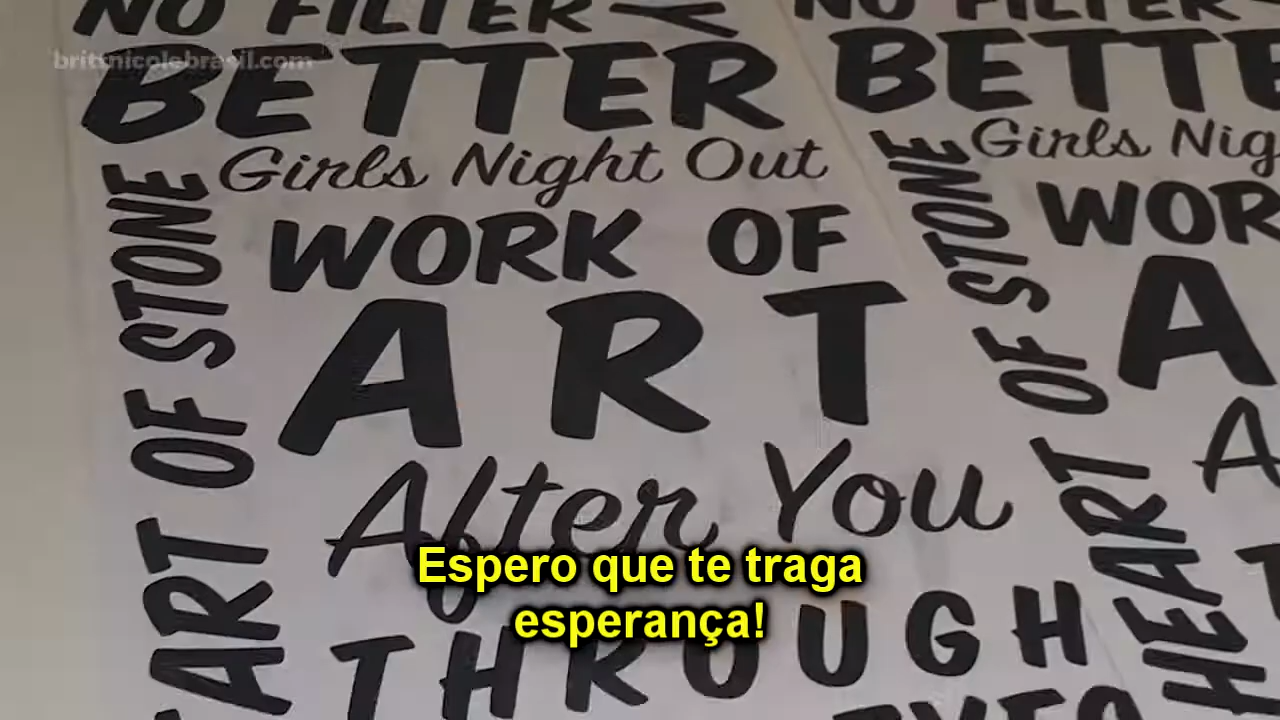 NO FILTER
NO FILTER
brittnicolebrasil.com
BETTER
BETTE
Girls Night Out
Girls Nig
WORK OF
WOR
ART
A
HEART OF STONE
ART OF STONE
After You
A
THROUGH
Espero que te traga
esperança!